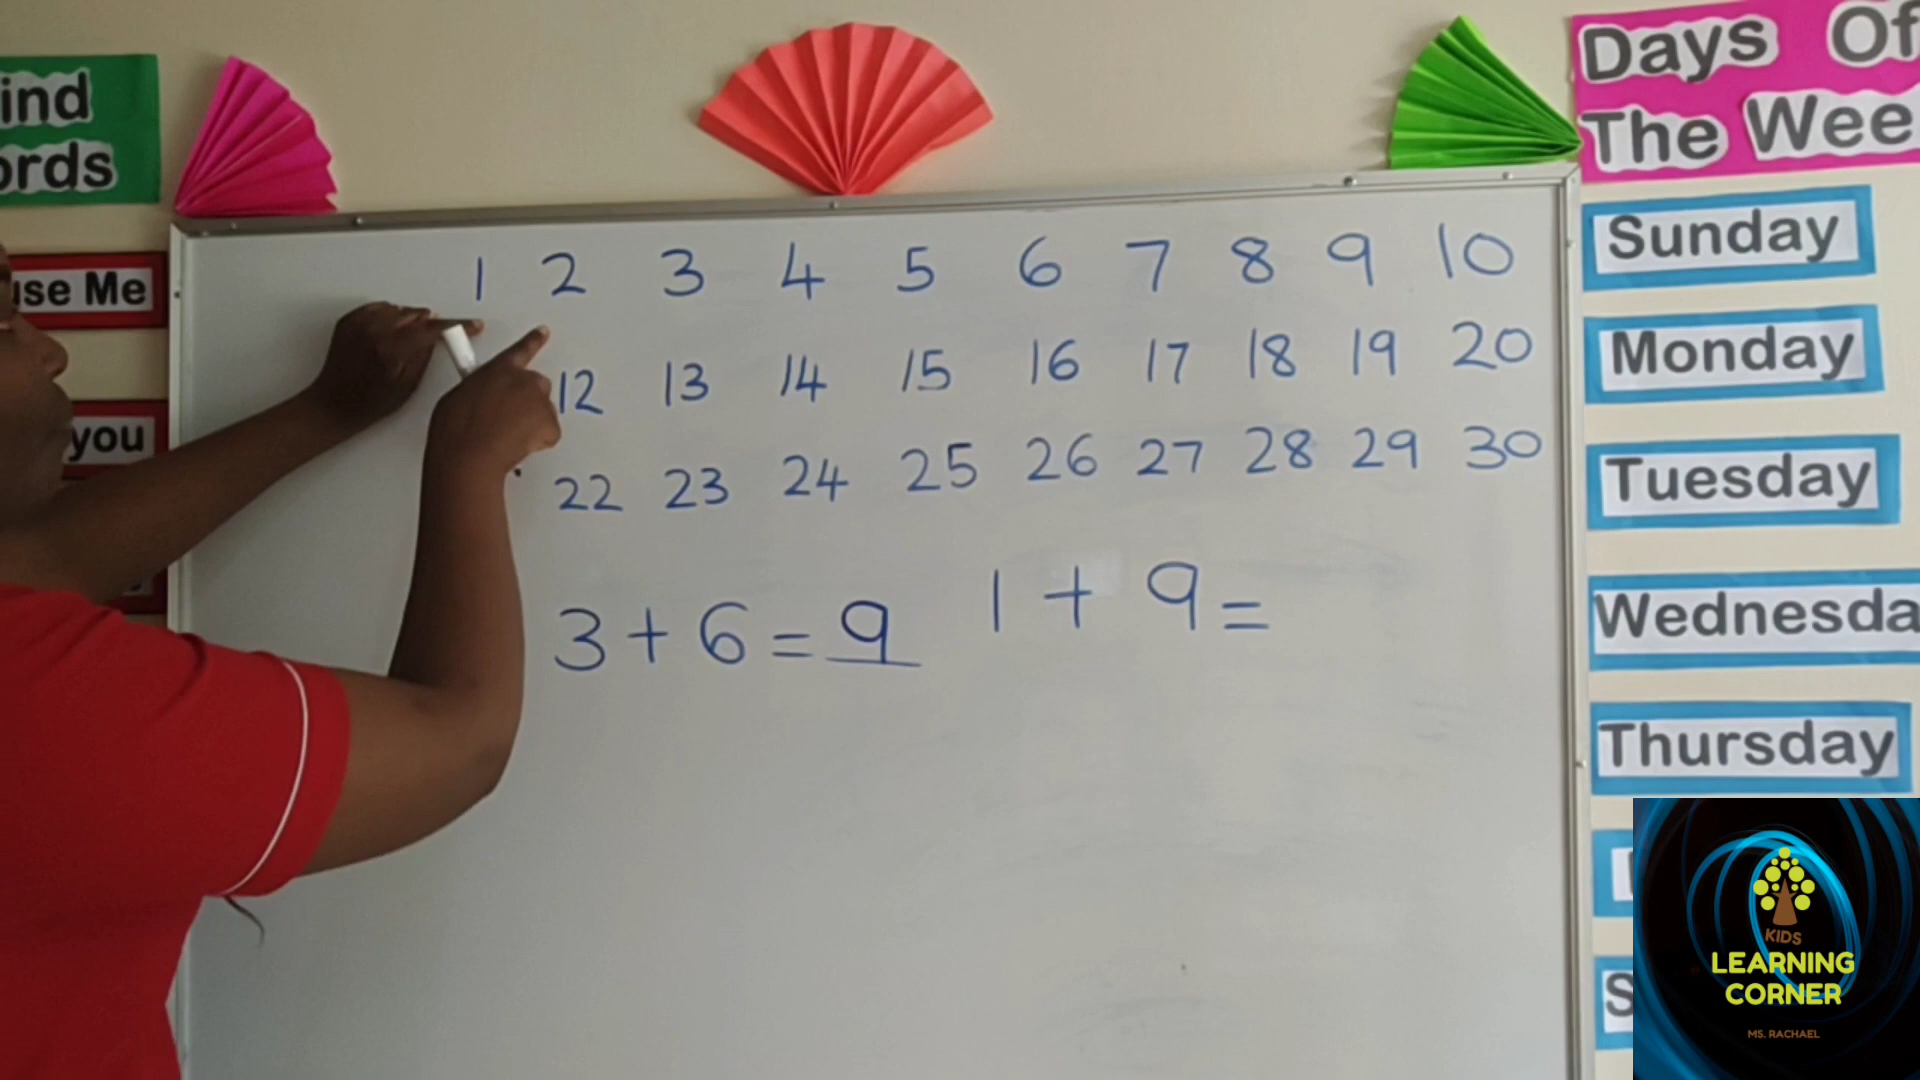 ind
ords
use Me
you
1 2 3 4 5 6 7 8 9 10
12 13 14 15 16 17 18 19 20
22 23 24 25 26 27 28 29 30
3 + 6 = 9
1 + 9 =
Days Of
The Wee
Sunday
Monday
Tuesday
Wednesda
Thursday
S
KIDS
LEARNING
CORNER
MS. RACHAEL